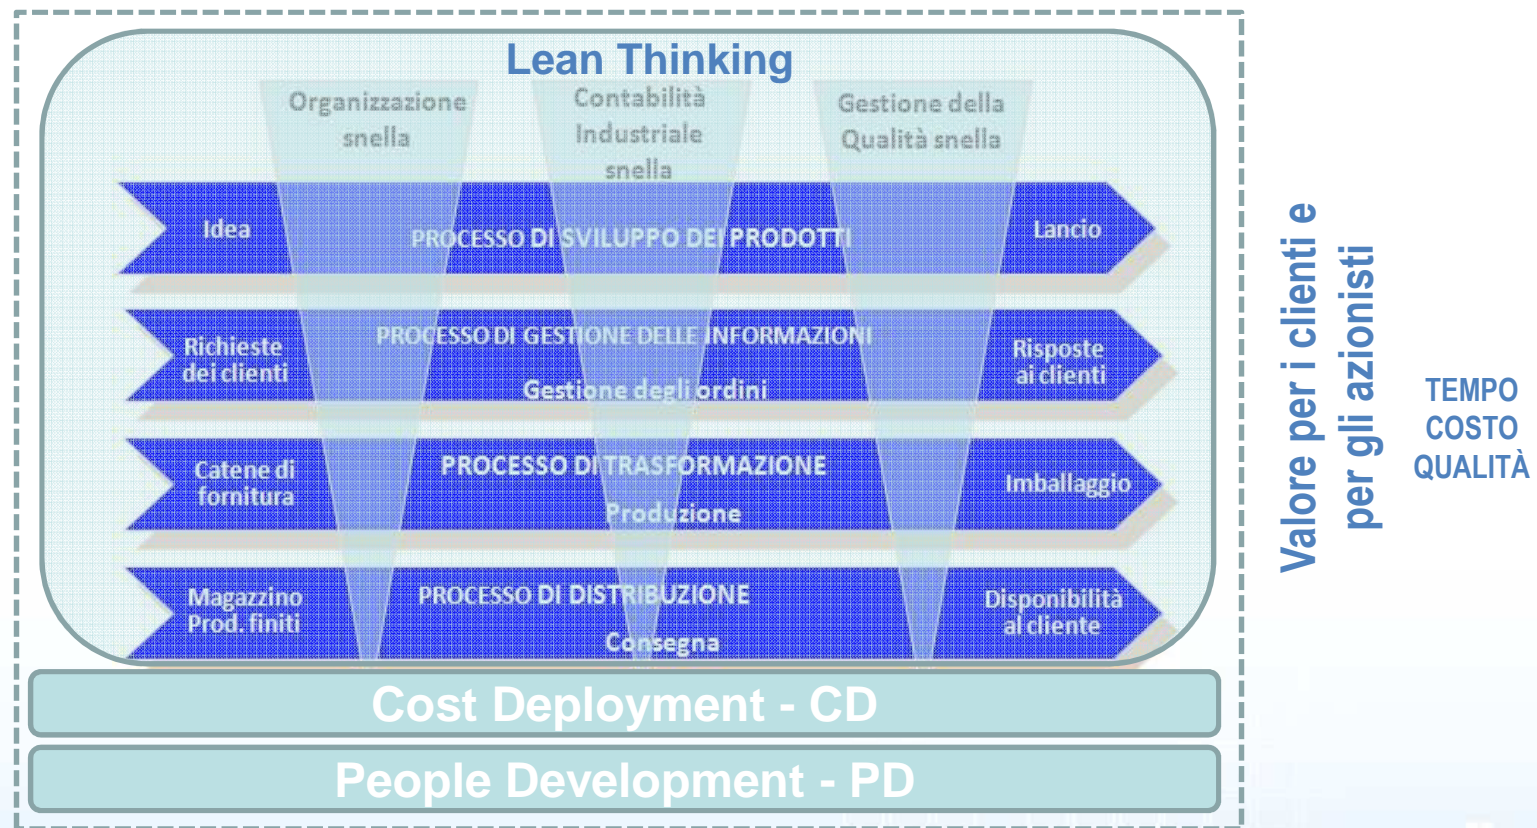 Lean Thinking
Organizzazione
snella
Contabilità
Industriale
snella
Gestione della
Qualità snella
Idea
PROCESSO DI SVILUPPO DEI PRODOTTI
Lancio
Richieste
dei clienti
PROCESSO DI GESTIONE DELLE INFORMAZIONI
Gestione degli ordini
Risposte
ai clienti
Catene di
fornitura
PROCESSO DI TRASFORMAZIONE
Produzione
Imballaggio
Magazzino
Prod. finiti
PROCESSO DI DISTRIBUZIONE
Consegna
Disponibilità
al cliente
Cost Deployment - CD
People Development - PD
Valore per i clienti e
per gli azionisti
TEMPO
COSTO
QUALITÀ